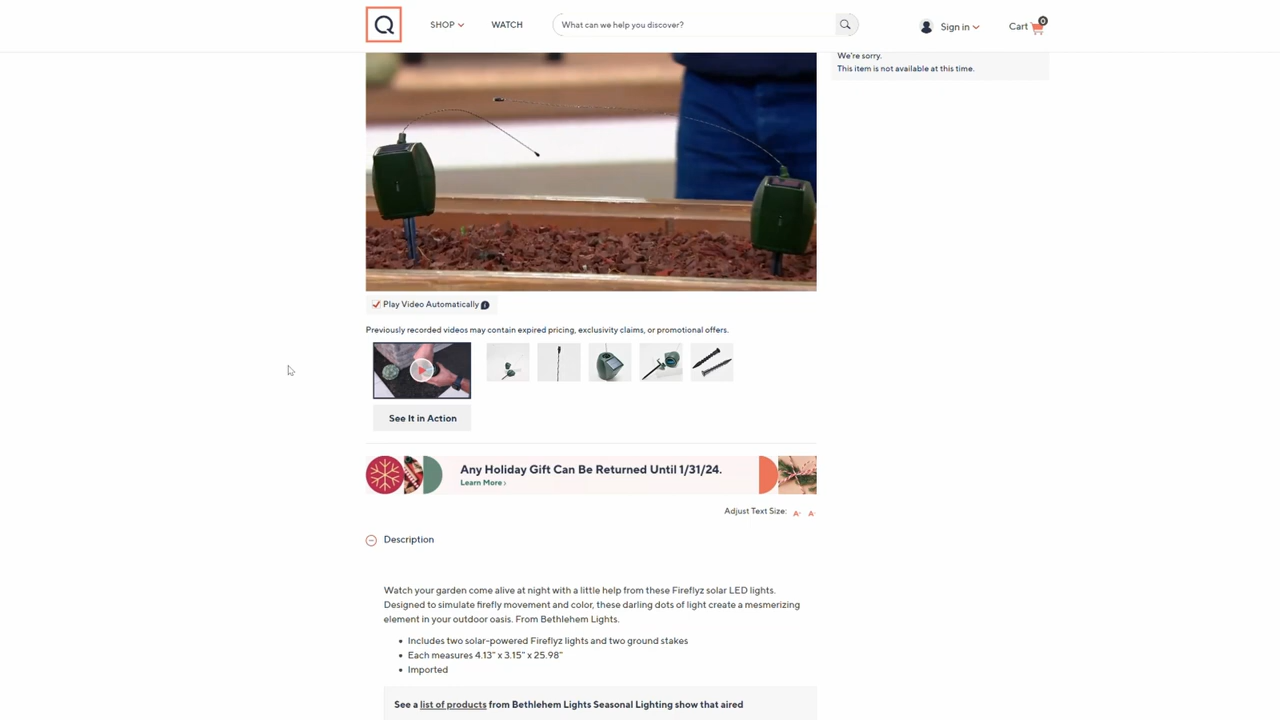 Q
SHOP
WATCH
What can we help you discover?
Sign in
Cart
0
We're sorry.
This item is not available at this time.
Play Video Automatically
Previously recorded videos may contain expired pricing, exclusivity claims, or promotional offers.
See It in Action
Any Holiday Gift Can Be Returned Until 1/31/24.
Learn More ›
Adjust Text Size:
Description
Watch your garden come alive at night with a little help from these Fireflyz solar LED lights.
Designed to simulate firefly movement and color, these darling dots of light create a mesmerizing
element in your outdoor oasis. From Bethlehem Lights.
• Includes two solar-powered Fireflyz lights and two ground stakes
• Each measures 4.13" x 3.15" x 25.98"
• Imported
See a list of products from Bethlehem Lights Seasonal Lighting show that aired